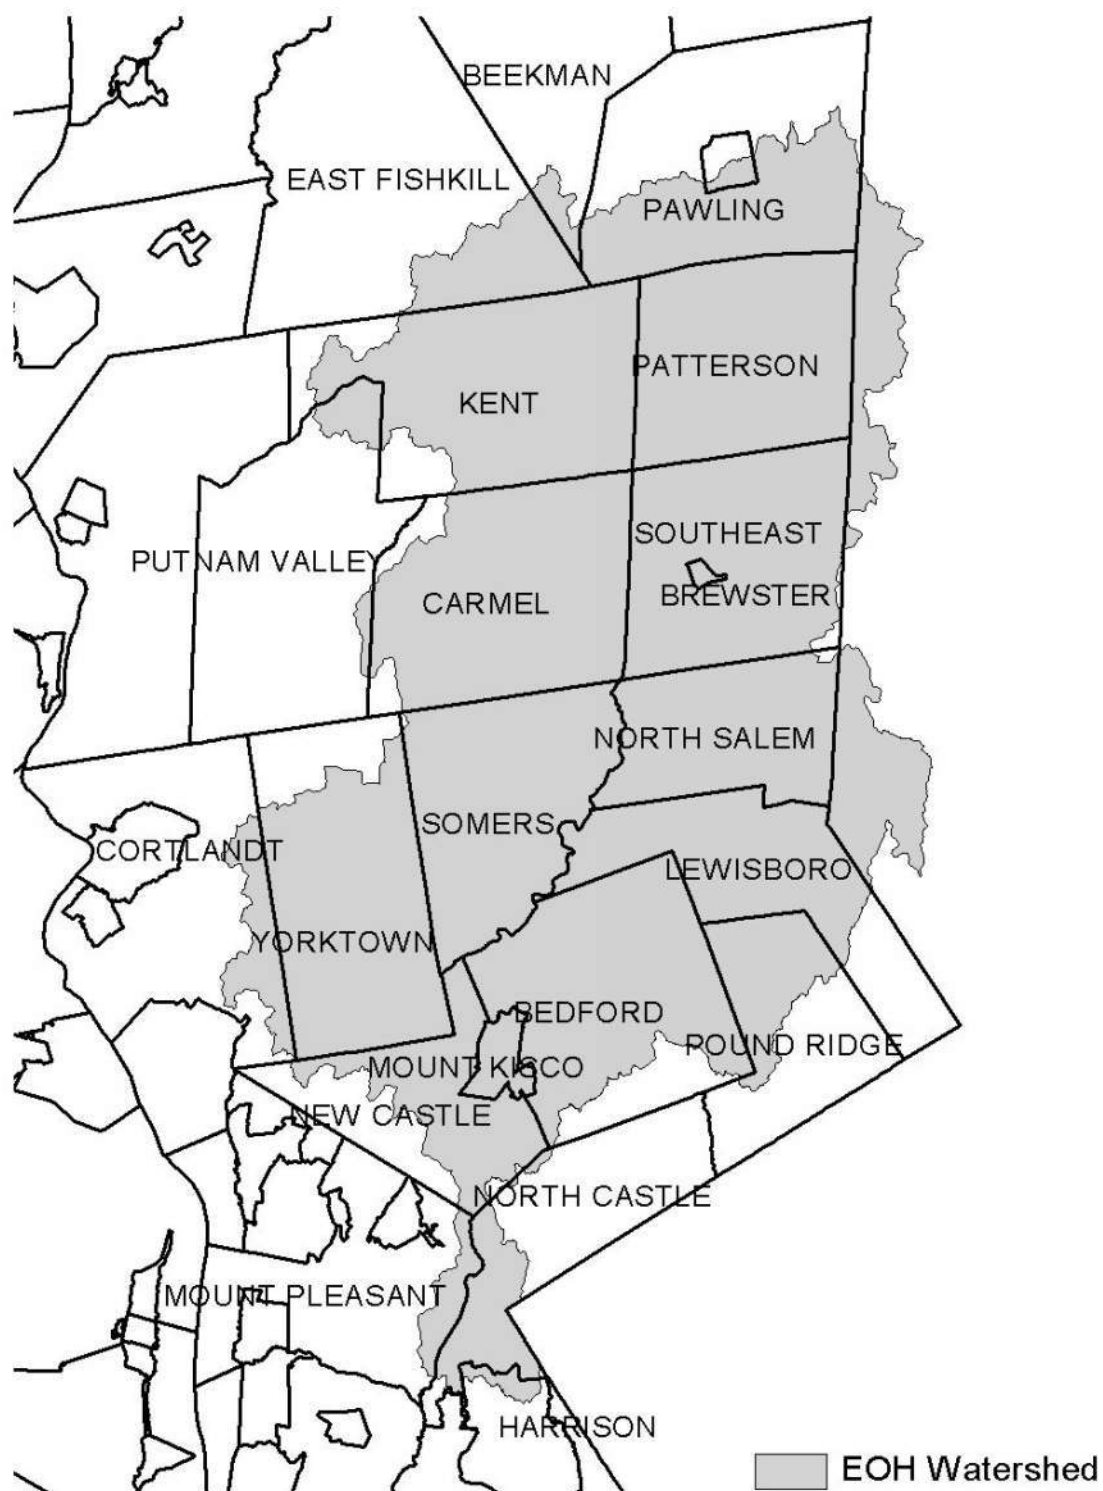 BEEKMAN
EAST FISHKILL
PAWLING
PATTERSON
KENT
SOUTHEAST
PUTNAM VALLEY
BREWSTER
CARMEL
NORTH SALEM
SOMERS
CORTLANDT
LEWISBORO
YORKTOWN
BEDFORD
POUND RIDGE
MOUNT KISCO
NEW CASTLE
NORTH CASTLE
MOUNT PLEASANT
HARRISON
EOH Watershed